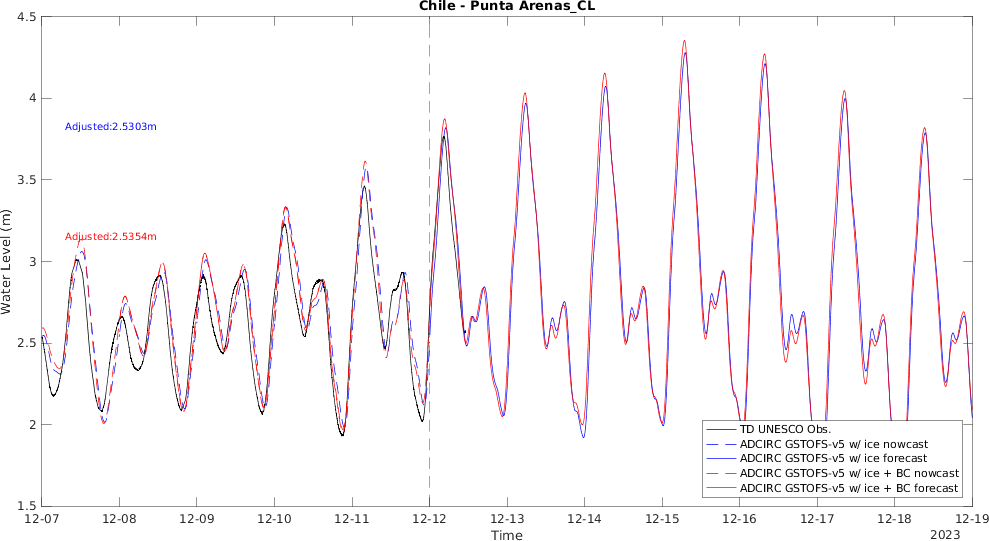 Chile - Punta Arenas_CL
4.5
4
3.5
3
2.5
2
1.5
Water Level (m)
Adjusted:2.5303m
Adjusted:2.5354m
TD UNESCO Obs.
ADCIRC GSTOFS-v5 w/ ice nowcast
ADCIRC GSTOFS-v5 w/ ice forecast
ADCIRC GSTOFS-v5 w/ ice + BC nowcast
ADCIRC GSTOFS-v5 w/ ice + BC forecast
12-07 12-08 12-09 12-10 12-11 12-12 12-13 12-14 12-15 12-16 12-17 12-18 12-19
Time
2023